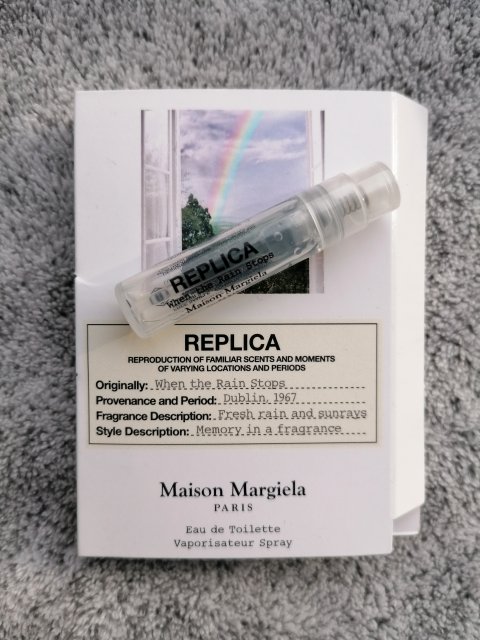 REPLICA
When the Rain Stops
Maison Margiela
REPLICA
REPRODUCTION OF FAMILIAR SCENTS AND MOMENTS
OF VARYING LOCATIONS AND PERIODS
Originally: When the Rain Stops
Provenance and Period: Dublin, 1967
Fragrance Description: Fresh rain and sunrays
Style Description: Memory in a fragrance
Maison Margiela
PARIS
Eau de Toilette
Vaporisateur Spray